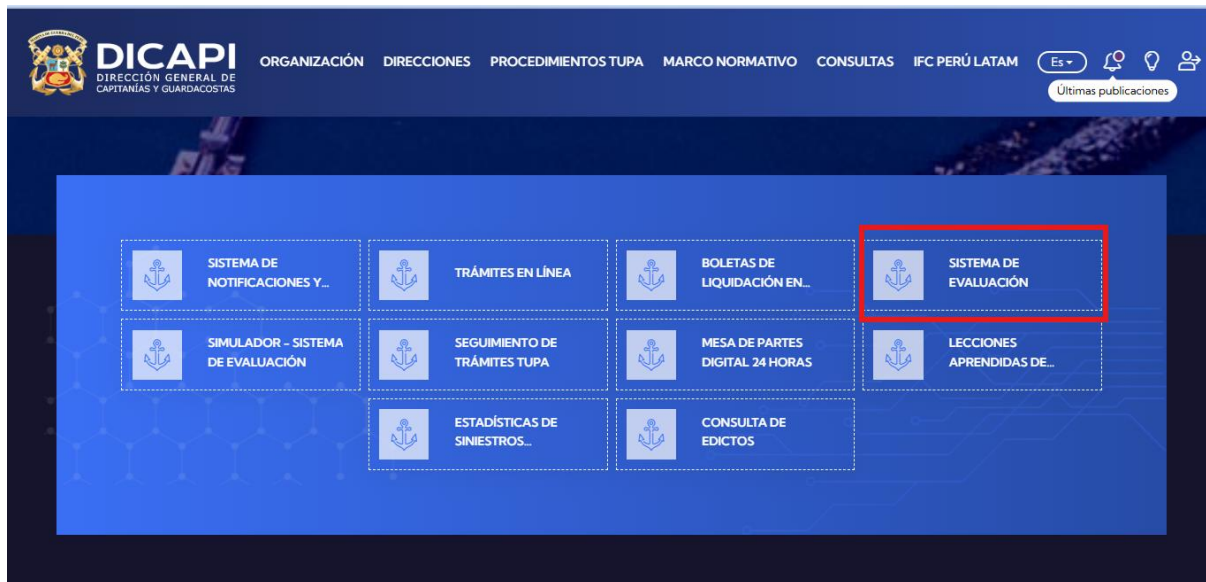 DICAPI
DIRECCIÓN GENERAL DE
CAPITANÍAS Y GUARDACOSTAS
ORGANIZACIÓN DIRECCIONES PROCEDIMIENTOS TUPA MARCO NORMATIVO CONSULTAS IFC PERÚ LATAM Es
Últimas publicaciones
SISTEMA DE
NOTIFICACIONES Y...
TRÁMITES EN LÍNEA
BOLETAS DE
LIQUIDACIÓN EN...
SISTEMA DE
EVALUACIÓN
SIMULADOR – SISTEMA
DE EVALUACIÓN
SEGUIMIENTO DE
TRÁMITES TUPA
MESA DE PARTES
DIGITAL 24 HORAS
LECCIONES
APRENDIDAS DE...
ESTADÍSTICAS DE
SINIESTROS...
CONSULTA DE
EDICTOS